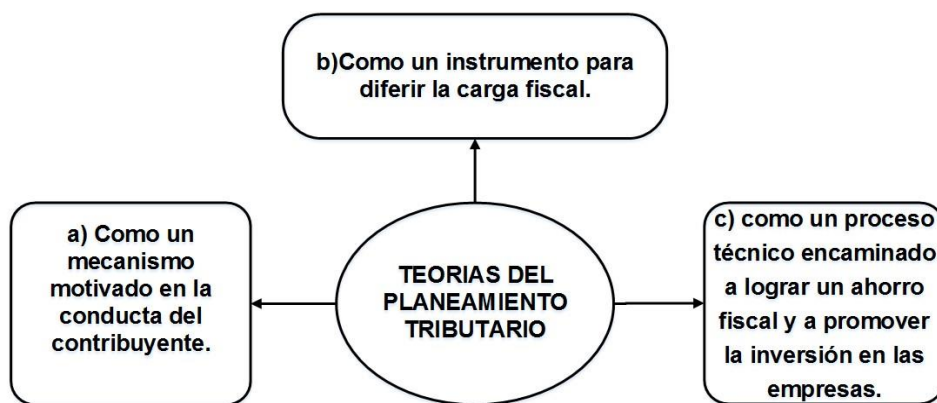 b)Como un instrumento para
diferir la carga fiscal.
a) Como un
mecanismo
motivado en la
conducta del
contribuyente.
TEORIAS DEL
PLANEAMIENTO
TRIBUTARIO
c) como un proceso
técnico encaminado
a lograr un ahorro
fiscal y a promover
la inversión en las
empresas.